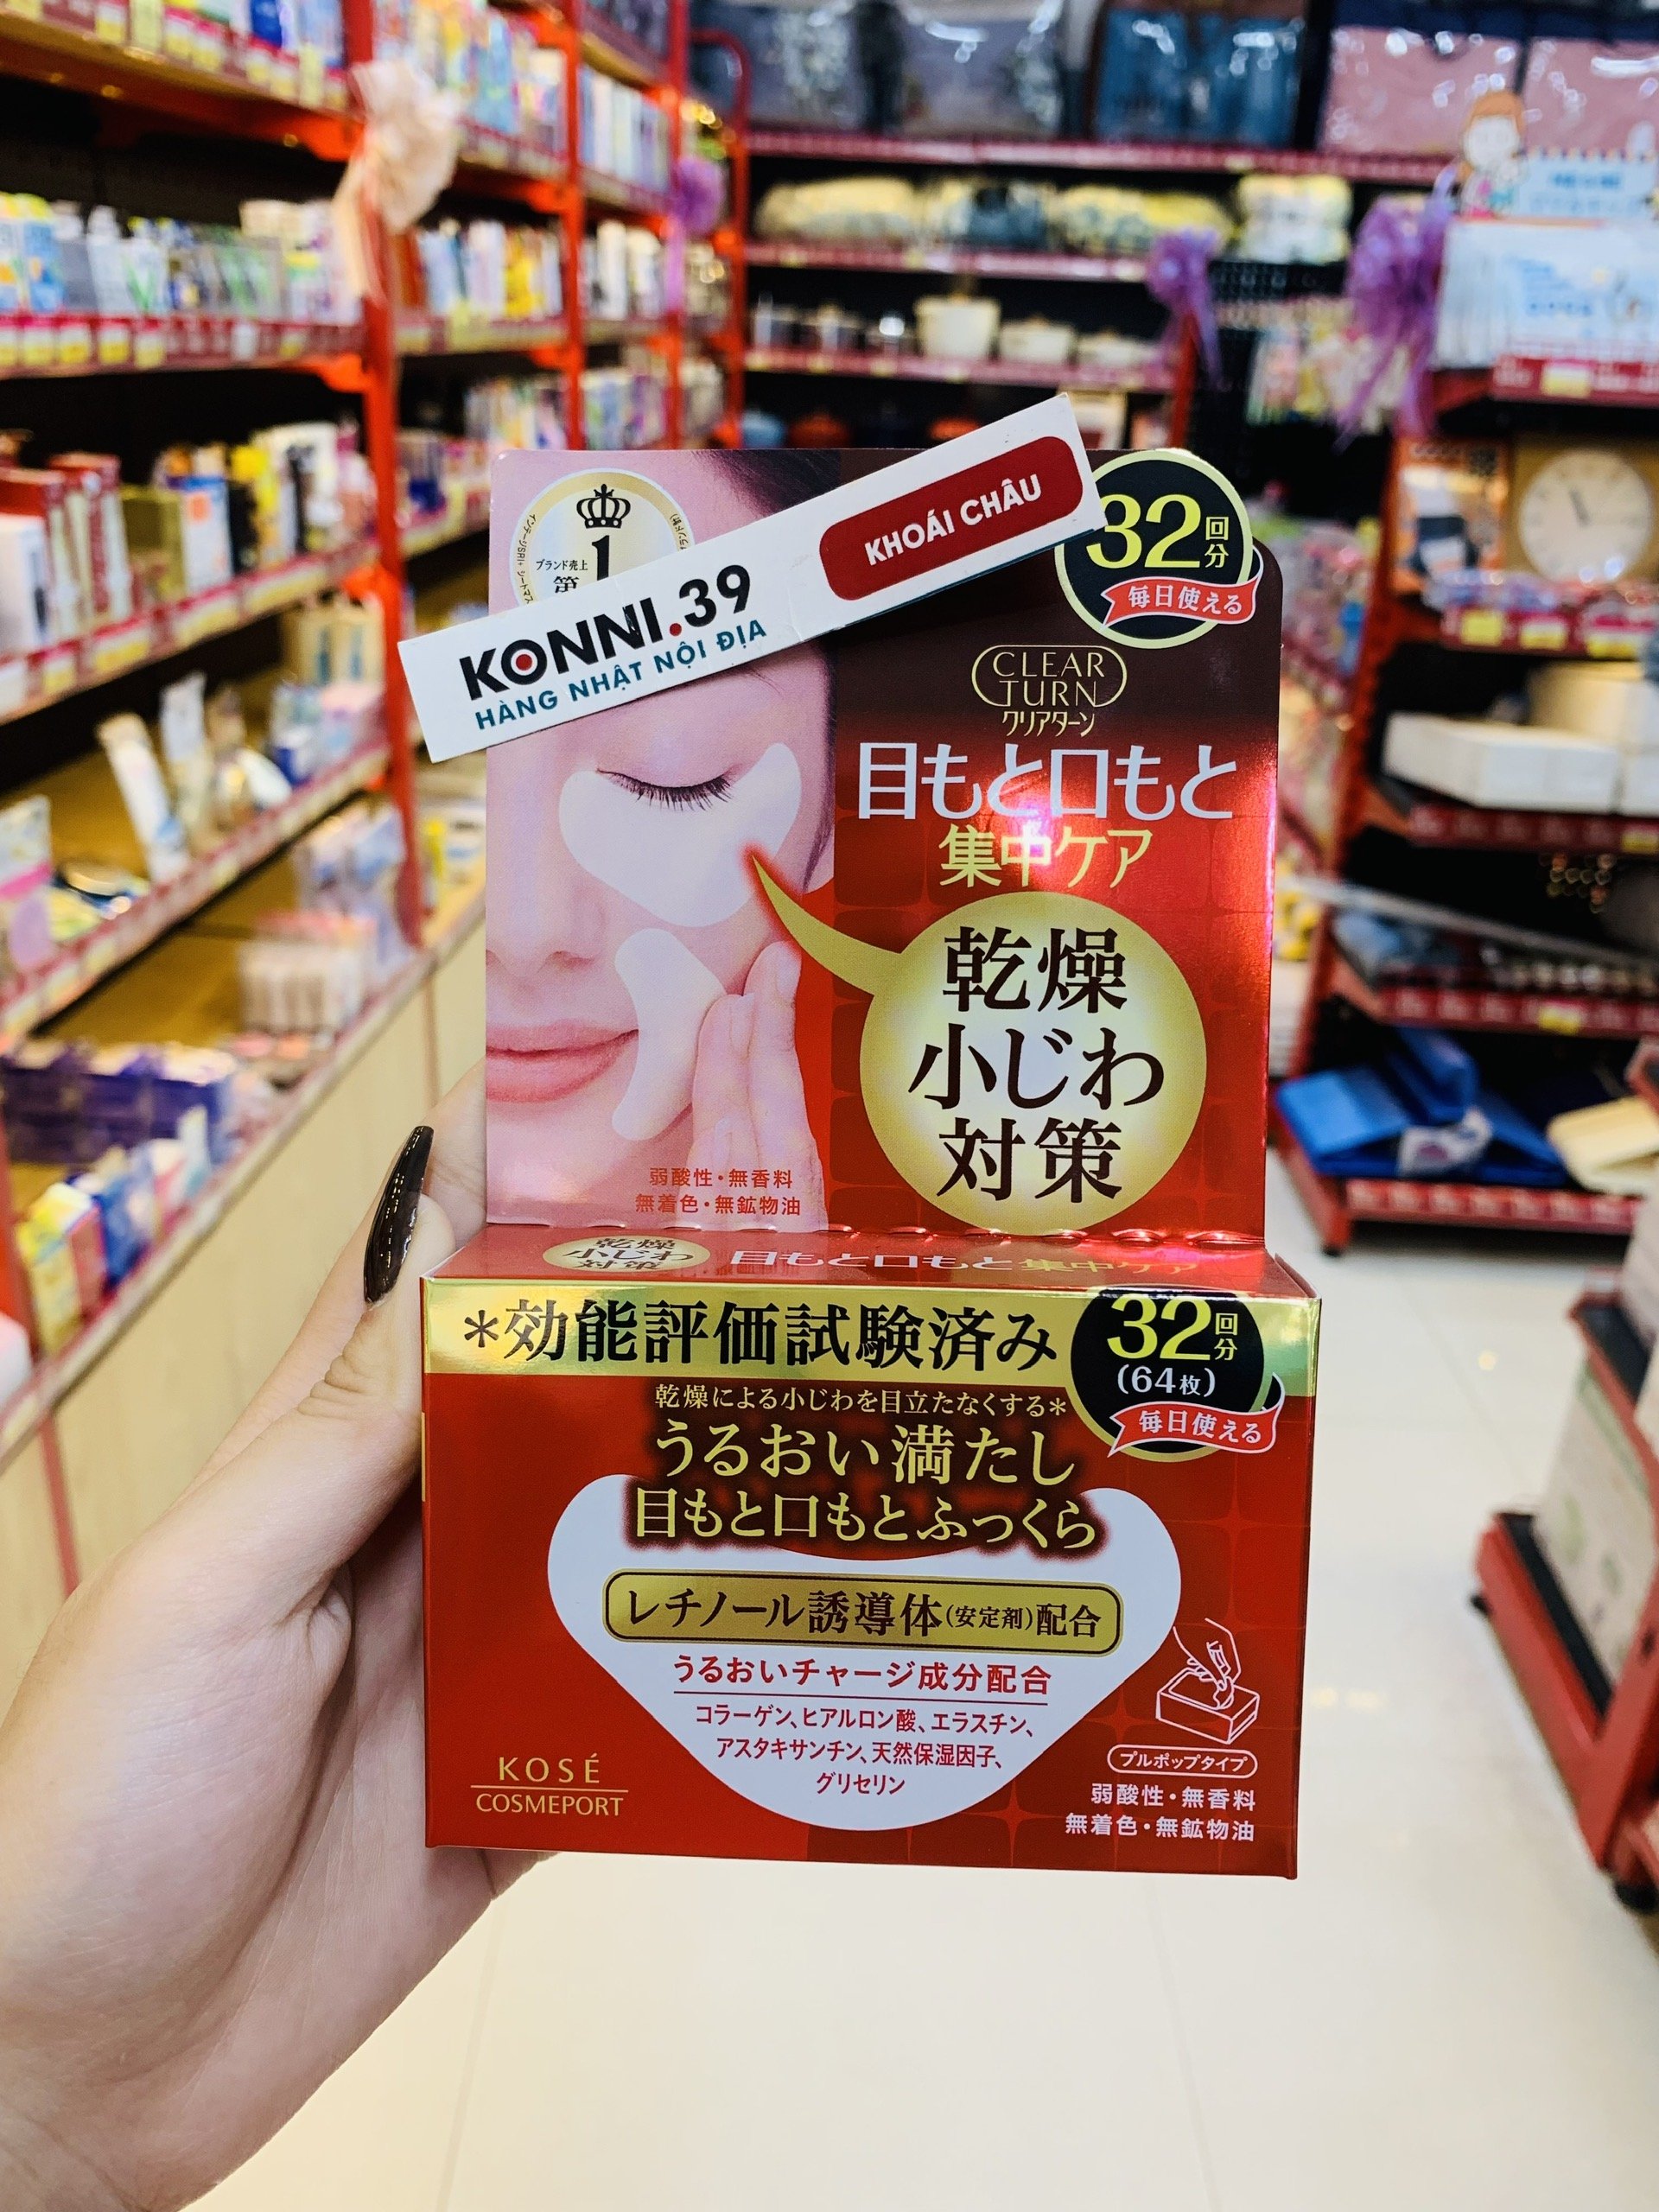 ブランド売上
第1
KONNI.39
HÀNG NHẬT NỘI ĐỊA
KHOÁI CHÂU
32回分
毎日使える
CLEAR
TURN
クリアターン
目もと口もと
集中ケア
乾燥
小じわ
対策
弱酸性・無香料
無着色・無鉱物油
乾燥
小じわ
対策
目もと口もと集中ケア
*効能評価試験済み
32回分
(64枚)
毎日使える
乾燥による小じわを目立たなくする*
うるおい満たし
目もと口もとふっくら
レチノール誘導体(安定剤)配合
うるおいチャージ成分配合
コラーゲン、ヒアルロン酸、エラスチン、
アスタキサンチン、天然保湿因子、
グリセリン
KOSÉ
COSMEPORT
プルポップタイプ
弱酸性・無香料
無着色・無鉱物油